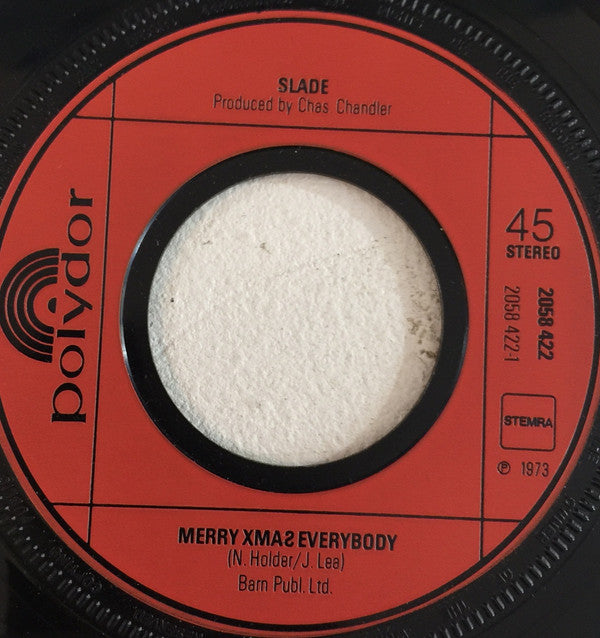 SLADE
Produced by Chas. Chandler
polydor
45
STEREO
2058 422
2058 422-1
STEMRA
℗ 1973
MERRY XMAS EVERYBODY
(N. Holder/J. Lea)
Barn Publ. Ltd.